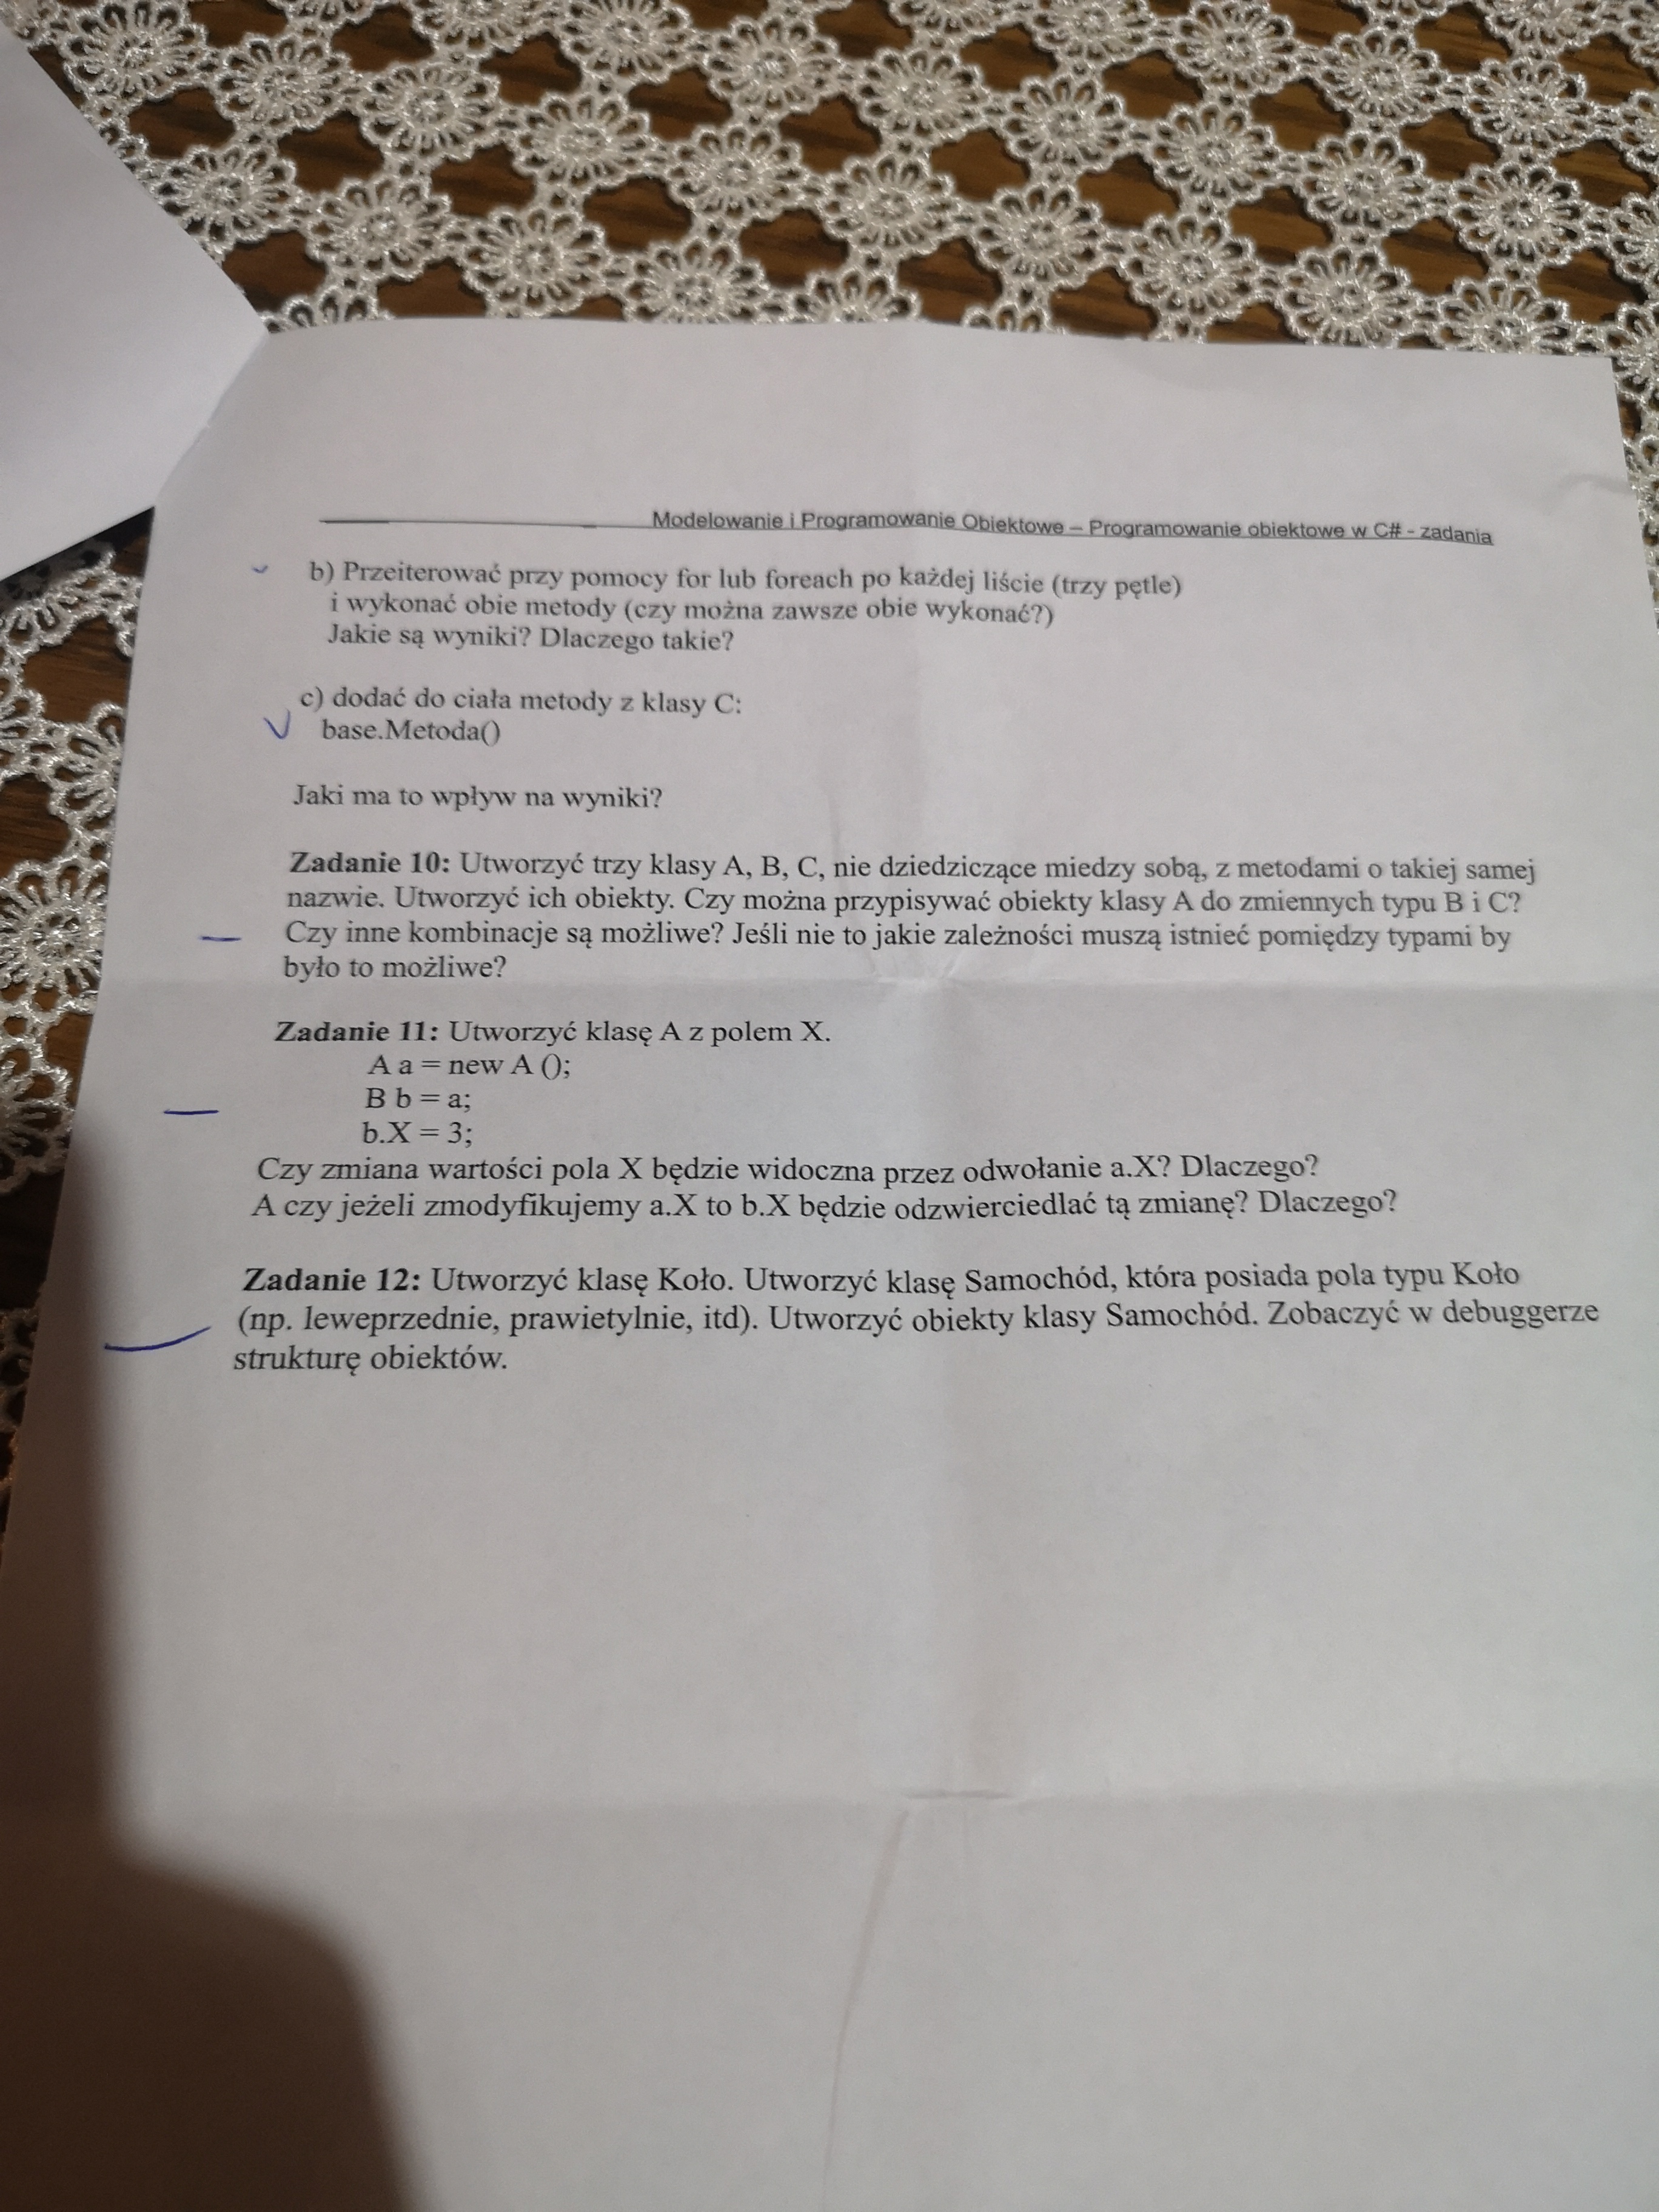 Modelowanie i Programowanie Obiektowe – Programowanie obiektowe w C# - zadania
b) Przeiterować przy pomocy for lub foreach po każdej liście (trzy pętle)
i wykonać obie metody (czy można zawsze obie wykonać?)
Jakie są wyniki? Dlaczego takie?
c) dodać do ciała metody z klasy C:
base.Metoda()
Jaki ma to wpływ na wyniki?
Zadanie 10: Utworzyć trzy klasy A, B, C, nie dziedziczące miedzy sobą, z metodami o takiej samej
nazwie. Utworzyć ich obiekty. Czy można przypisywać obiekty klasy A do zmiennych typu B i C?
Czy inne kombinacje są możliwe? Jeśli nie to jakie zależności muszą istnieć pomiędzy typami by
było to możliwe?
Zadanie 11: Utworzyć klasę A z polem X.
A a = new A ();
B b = a;
b.X = 3;
Czy zmiana wartości pola X będzie widoczna przez odwołanie a.X? Dlaczego?
A czy jeżeli zmodyfikujemy a.X to b.X będzie odzwierciedlać tą zmianę? Dlaczego?
Zadanie 12: Utworzyć klasę Koło. Utworzyć klasę Samochód, która posiada pola typu Koło
(np. leweprzednie, prawietylnie, itd). Utworzyć obiekty klasy Samochód. Zobaczyć w debuggerze
strukturę obiektów.